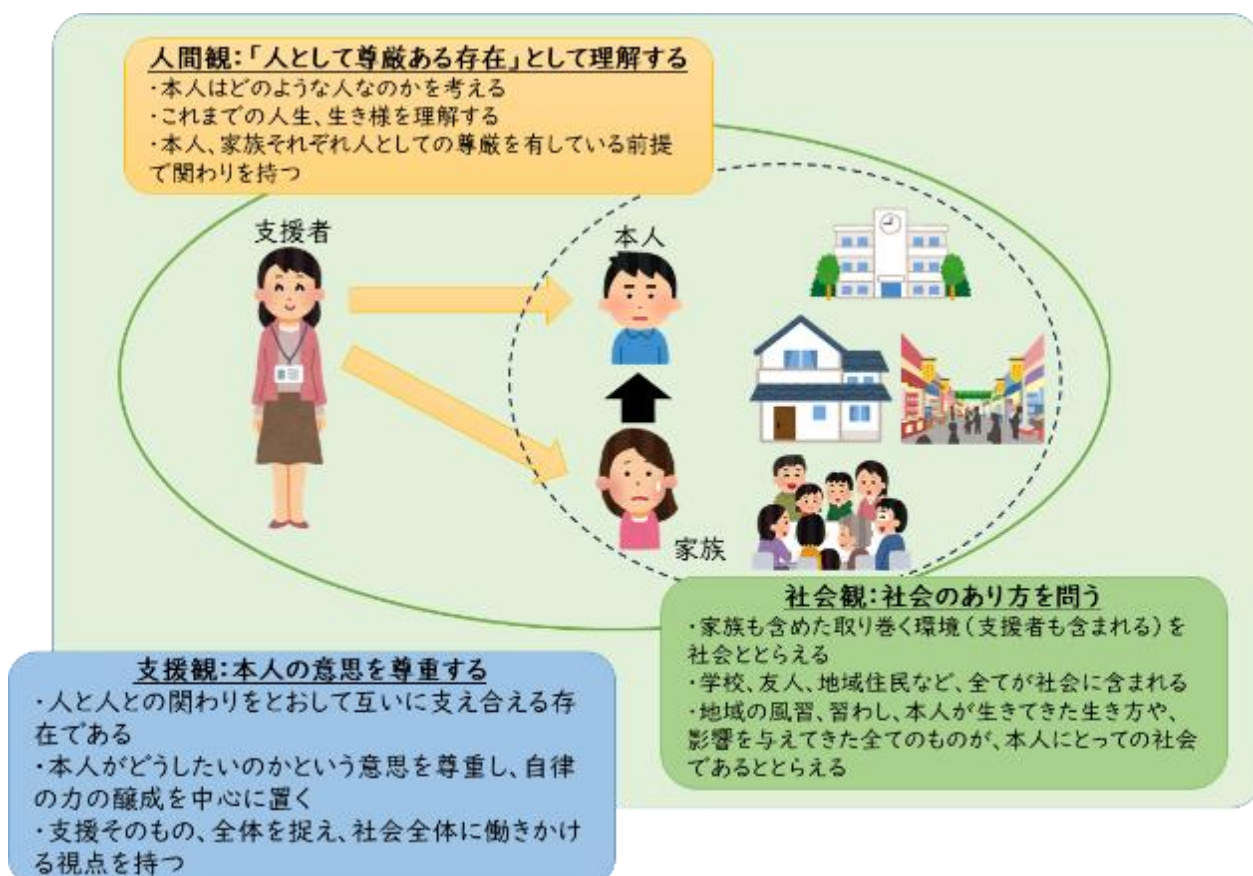 人間観：「人として尊厳ある存在」として理解する
・本人はどのような人なのかを考える
・これまでの人生、生き様を理解する
・本人、家族それぞれ人としての尊厳を有している前提
で関わりを持つ
支援者
本人
家族
社会観：社会のあり方を問う
・家族も含めた取り巻く環境（支援者も含まれる）を
社会ととらえる
・学校、友人、地域住民など、全てが社会に含まれる
・地域の風習、習わし、本人が生きてきた生き方や、
影響を与えてきた全てのものが、本人にとっての社会
であるととらえる
支援観：本人の意思を尊重する
・人と人との関わりをとおして互いに支え合える存
在である
・本人がどうしたいのかという意思を尊重し、自律
の力の醸成を中心に置く
・支援そのもの、全体を捉え、社会全体に働きかけ
る視点を持つ